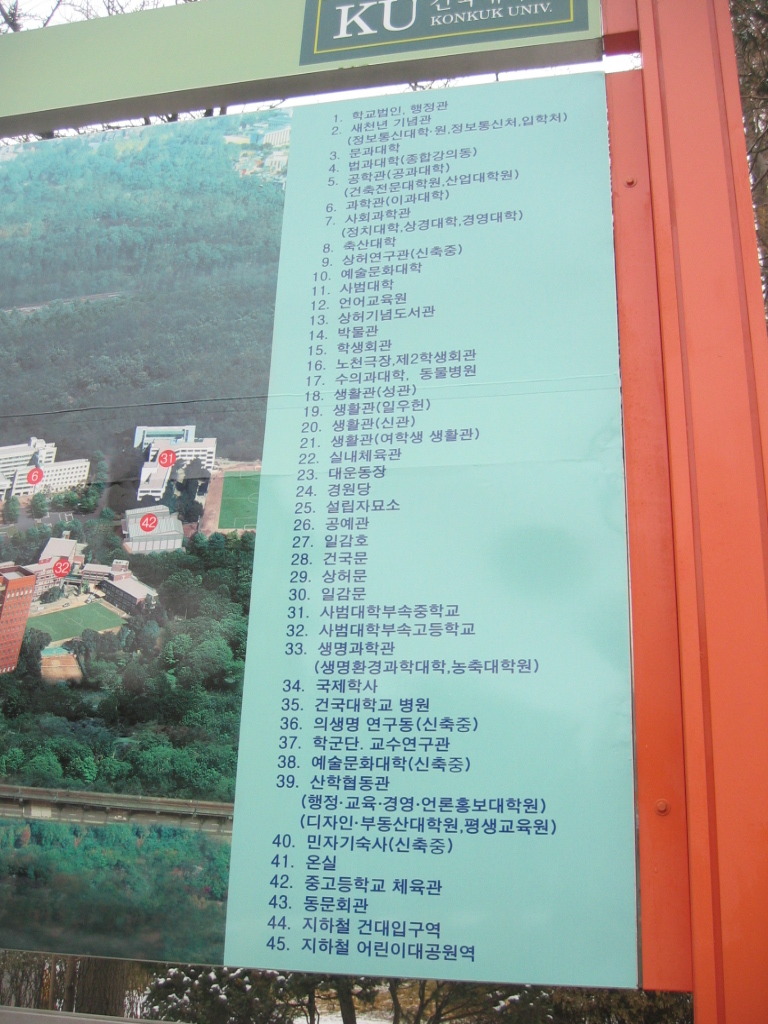 KU 건국
KONKUK UNIV.
6
32
42
31
1. 학교법인, 행정관
2. 새천년 기념관
(정보통신대학원,정보통신처,입학처)
3. 문과대학(종합강의동)
4. 법과대학
5. 공학관(공과대학)
(건축전문대학원,산업대학원)
6. 과학관(이과대학)
7. 사회과학관
(정치대학,상경대학,경영대학)
8. 축산대학
9. 상허연구관(신축중)
10. 예술문화대학
11. 사범대학
12. 언어교육원
13. 상허기념도서관
14. 박물관
15. 학생회관
16. 노천극장,제2학생회관
17. 수의과대학, 동물병원
18. 생활관(성관)
19. 생활관(일우헌)
20. 생활관(신관)
21. 생활관(여학생 생활관)
22. 실내체육관
23. 대운동장
24. 경원당
25. 설립자묘소
26. 공예관
27. 일감호
28. 건국문
29. 상허문
30. 일감문
31. 사범대학부속중학교
32. 사범대학부속고등학교
33. 생명과학관
(생명환경과학대학,농축대학원)
34. 국제학사
35. 건국대학교 병원
36. 의생명 연구동(신축중)
37. 학군단, 교수연구관
38. 예술문화대학(신축중)
39. 산학협동관
(행정·교육·경영·언론홍보대학원)
(디자인·부동산대학원,평생교육원)
40. 민자기숙사(신축중)
41. 온실
42. 중고등학교 체육관
43. 동문회관
44. 지하철 건대입구역
45. 지하철 어린이대공원역